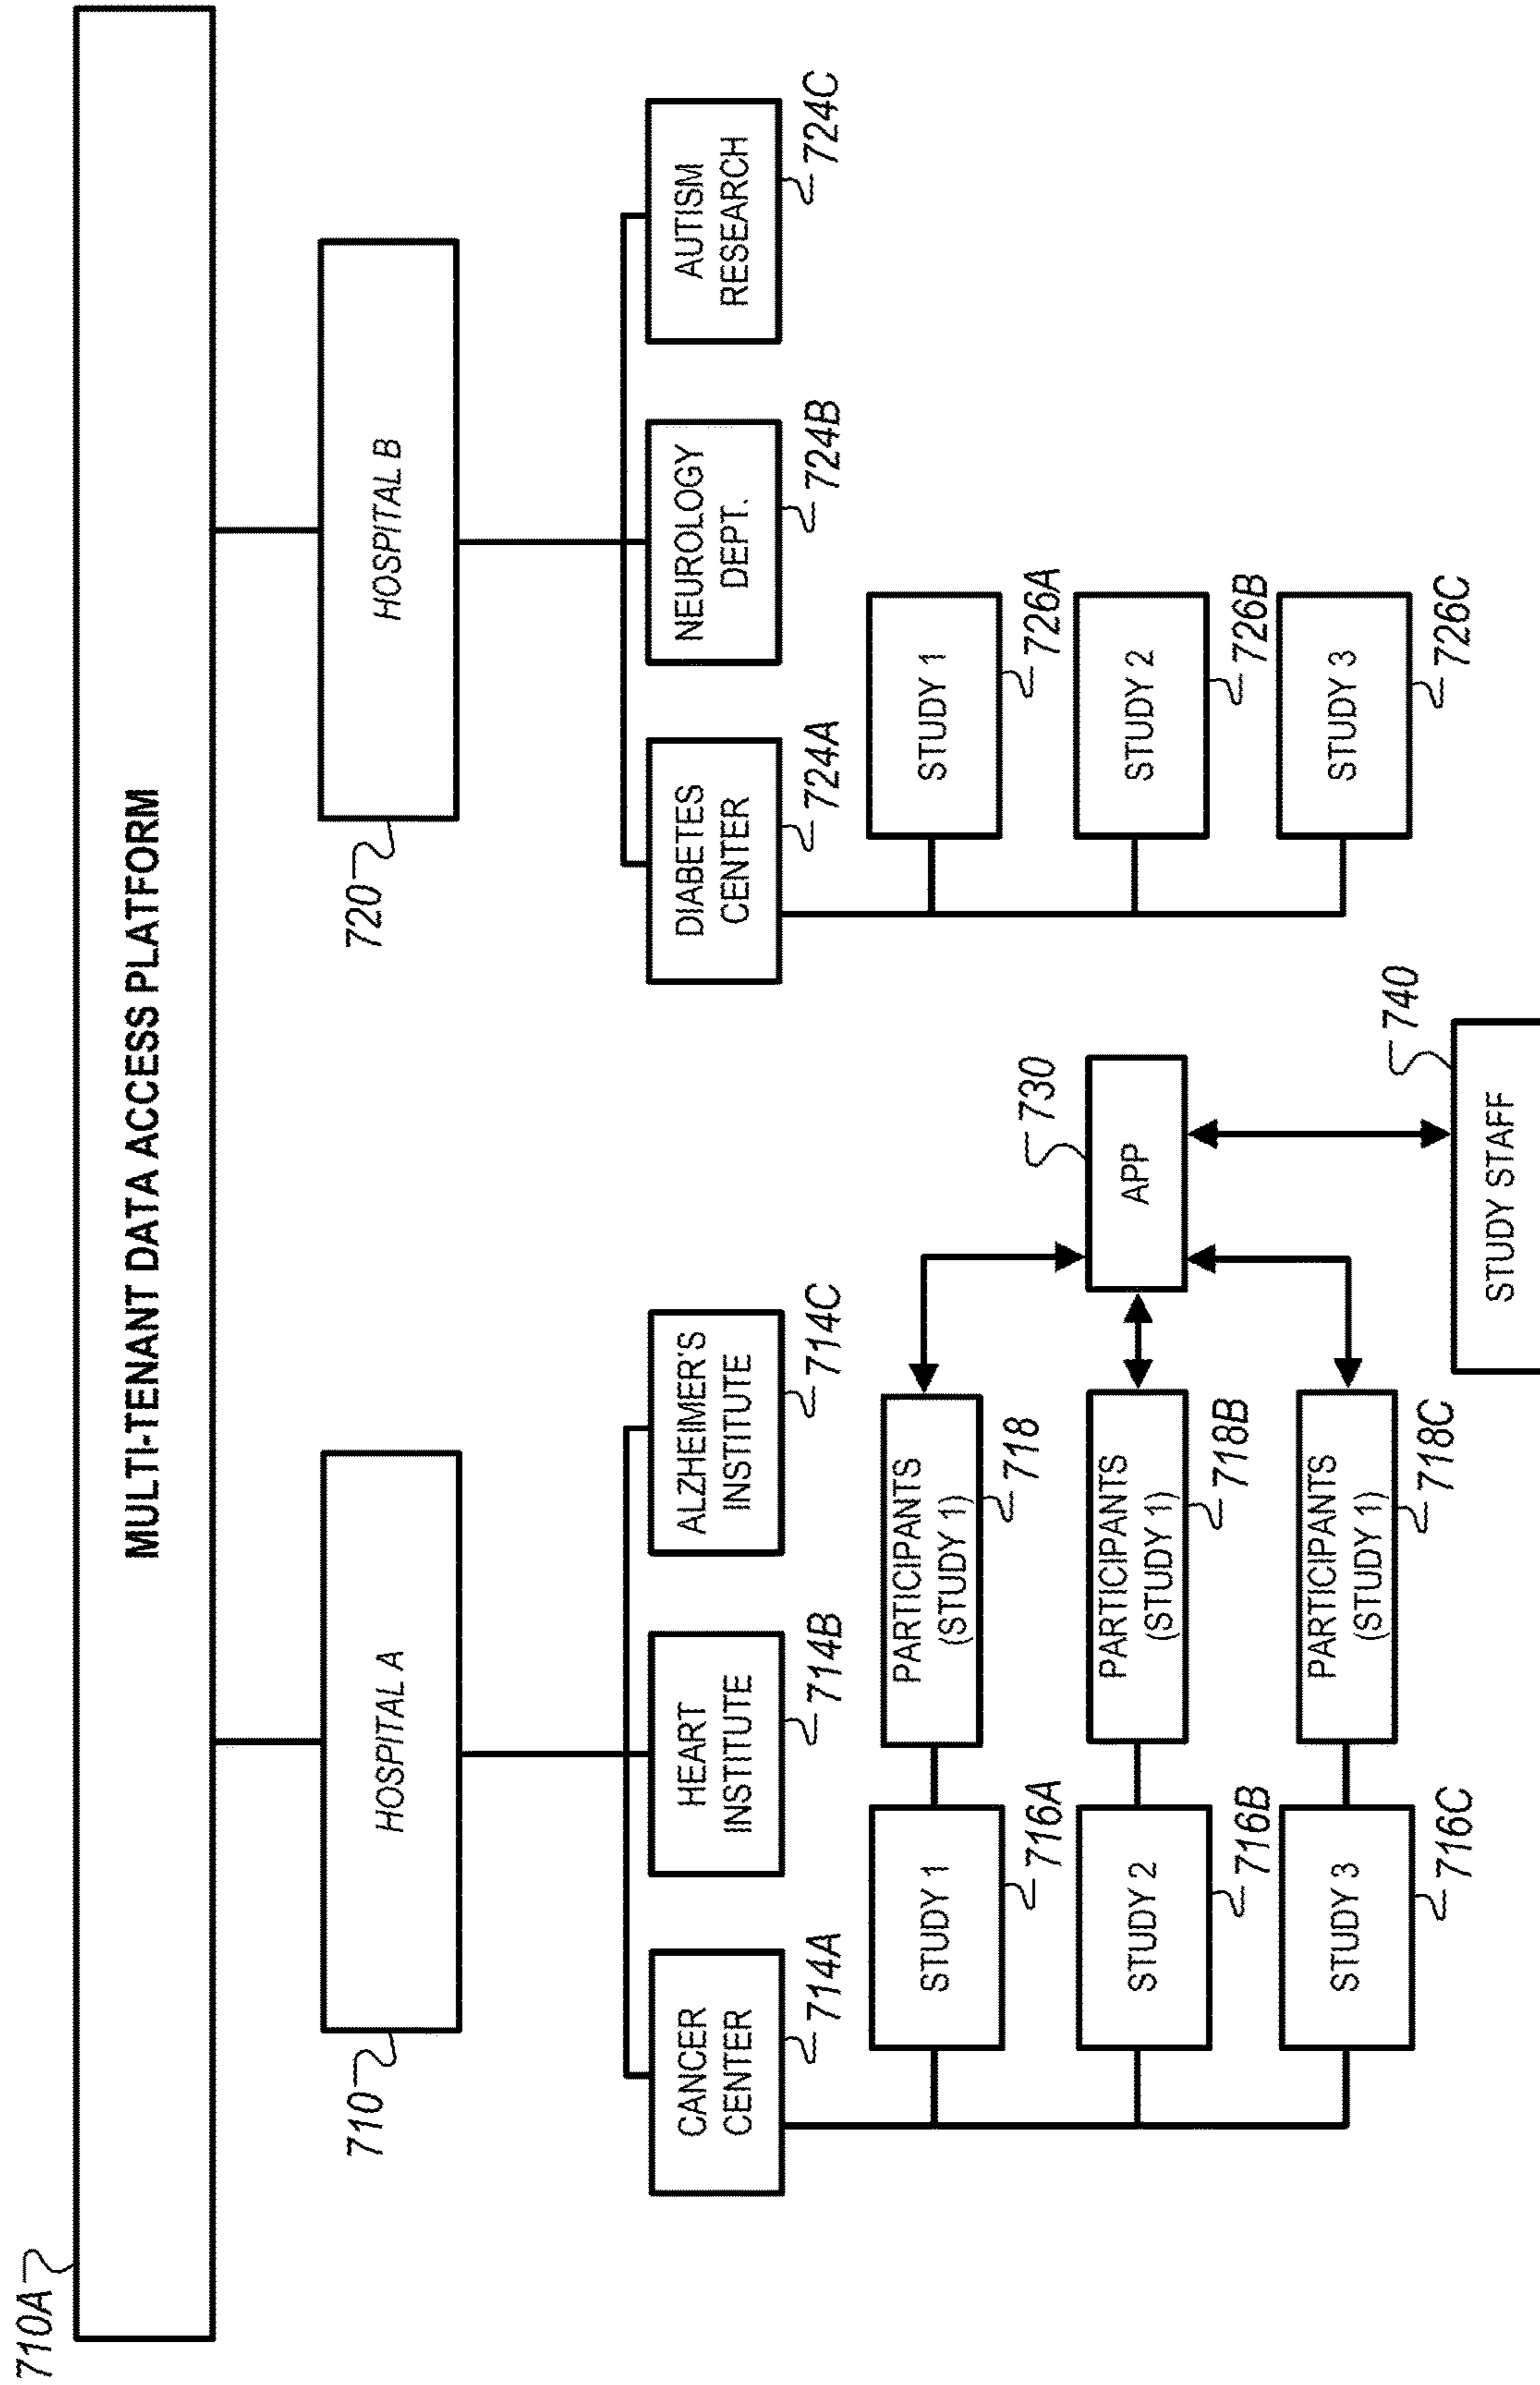 710A
MULTI-TENANT DATA ACCESS PLATFORM
710
HOSPITAL A
720
HOSPITAL B
CANCER
CENTER
714A
HEART
INSTITUTE
714B
ALZHEIMER'S
INSTITUTE
714C
DIABETES
CENTER
724A
NEUROLOGY
DEPT.
724B
AUTISM
RESEARCH
724C
STUDY 1
716A
PARTICIPANTS
(STUDY 1)
718
STUDY 2
716B
PARTICIPANTS
(STUDY 1)
718B
STUDY 3
716C
PARTICIPANTS
(STUDY 1)
718C
730
APP
740
STUDY STAFF
STUDY 1
726A
STUDY 2
726B
STUDY 3
726C